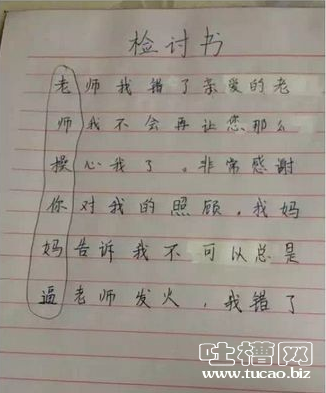 检讨书
老师我错了亲爱的老
师我不会再让您那么
操心我了。非常感谢
你对我的照顾。我妈
妈告诉我不可以总是
逼老师发火，我错了
吐槽网
www.tucao.biz